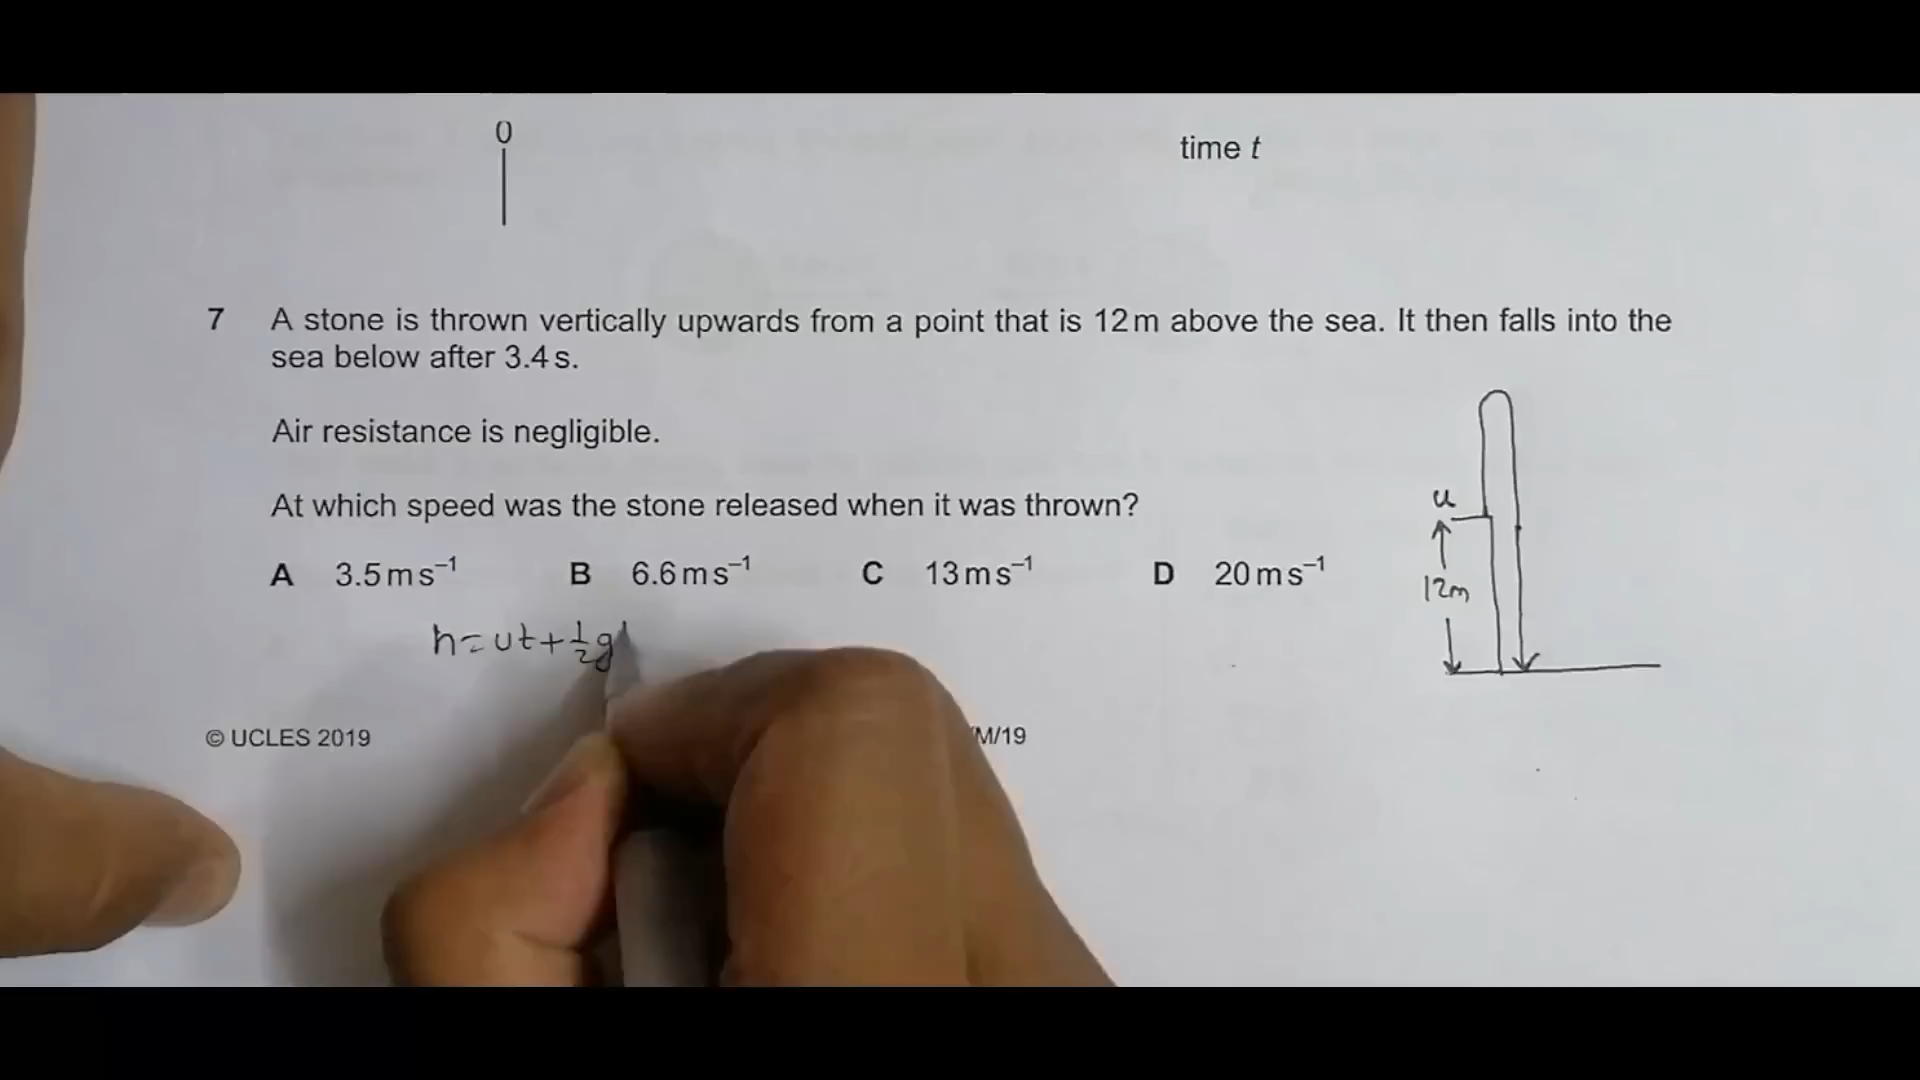 0
time t
7 A stone is thrown vertically upwards from a point that is 12 m above the sea. It then falls into the
sea below after 3.4 s.
Air resistance is negligible.
At which speed was the stone released when it was thrown?
A 3.5 m s⁻¹ B 6.6 m s⁻¹ C 13 m s⁻¹ D 20 m s⁻¹
u
12m
h=ut+½g
© UCLES 2019
M/19